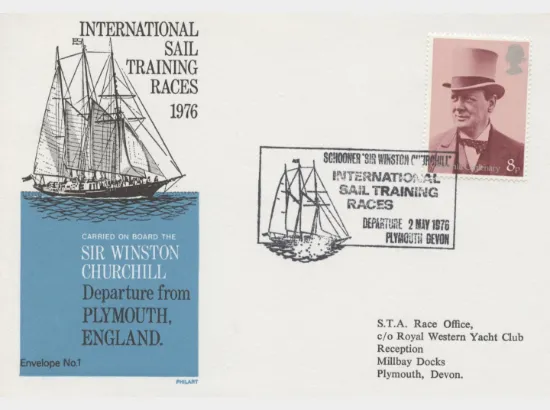 INTERNATIONAL
SAIL
TRAINING
RACES
1976
CARRIED ON BOARD THE
SIR WINSTON
CHURCHILL
Departure from
PLYMOUTH,
ENGLAND.
Envelope No.1
PHILART
8p
SCHOONER "SIR WINSTON CHURCHILL"
INTERNATIONAL
SAIL TRAINING
RACES
DEPARTURE 2 MAY 1976
PLYMOUTH DEVON
S.T.A. Race Office,
c/o Royal Western Yacht Club
Reception
Millbay Docks
Plymouth, Devon.